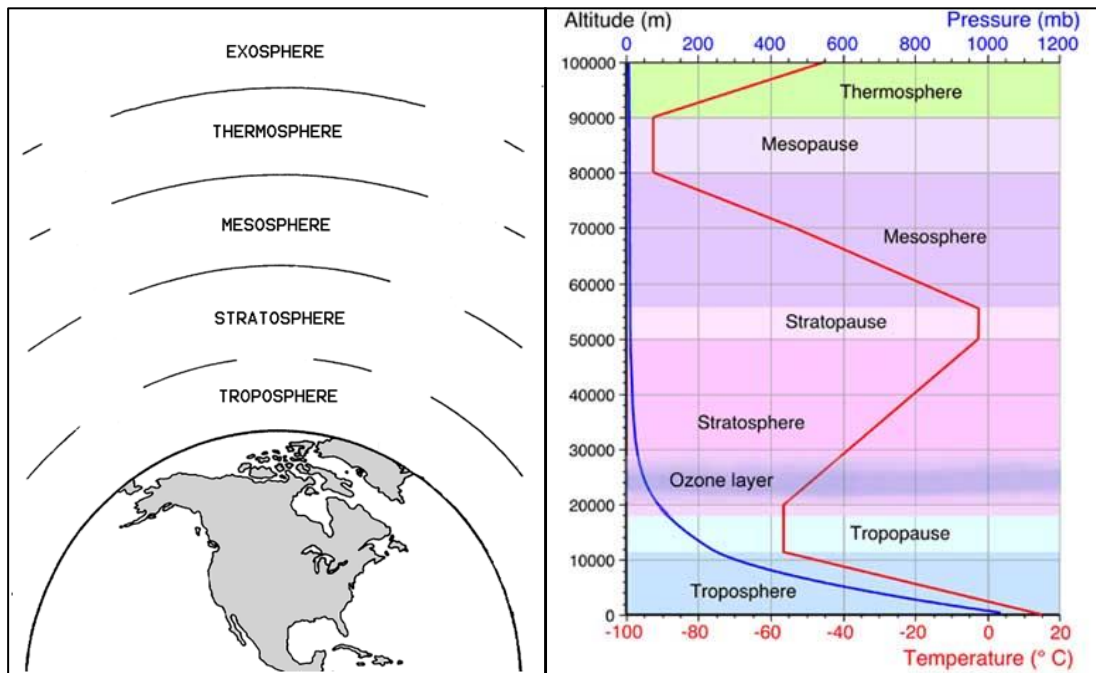 EXOSPHERE
THERMOSPHERE
MESOSPHERE
STRATOSPHERE
TROPOSPHERE
Altitude (m) Pressure (mb)
0 200 400 600 800 1000 1200
100000
Thermosphere
90000
Mesopause
80000
70000
Mesosphere
60000
Stratopause
50000
40000
Stratosphere
30000
Ozone layer
20000
Tropopause
10000
Troposphere
0
-100 -80 -60 -40 -20 0 20
Temperature (° C)